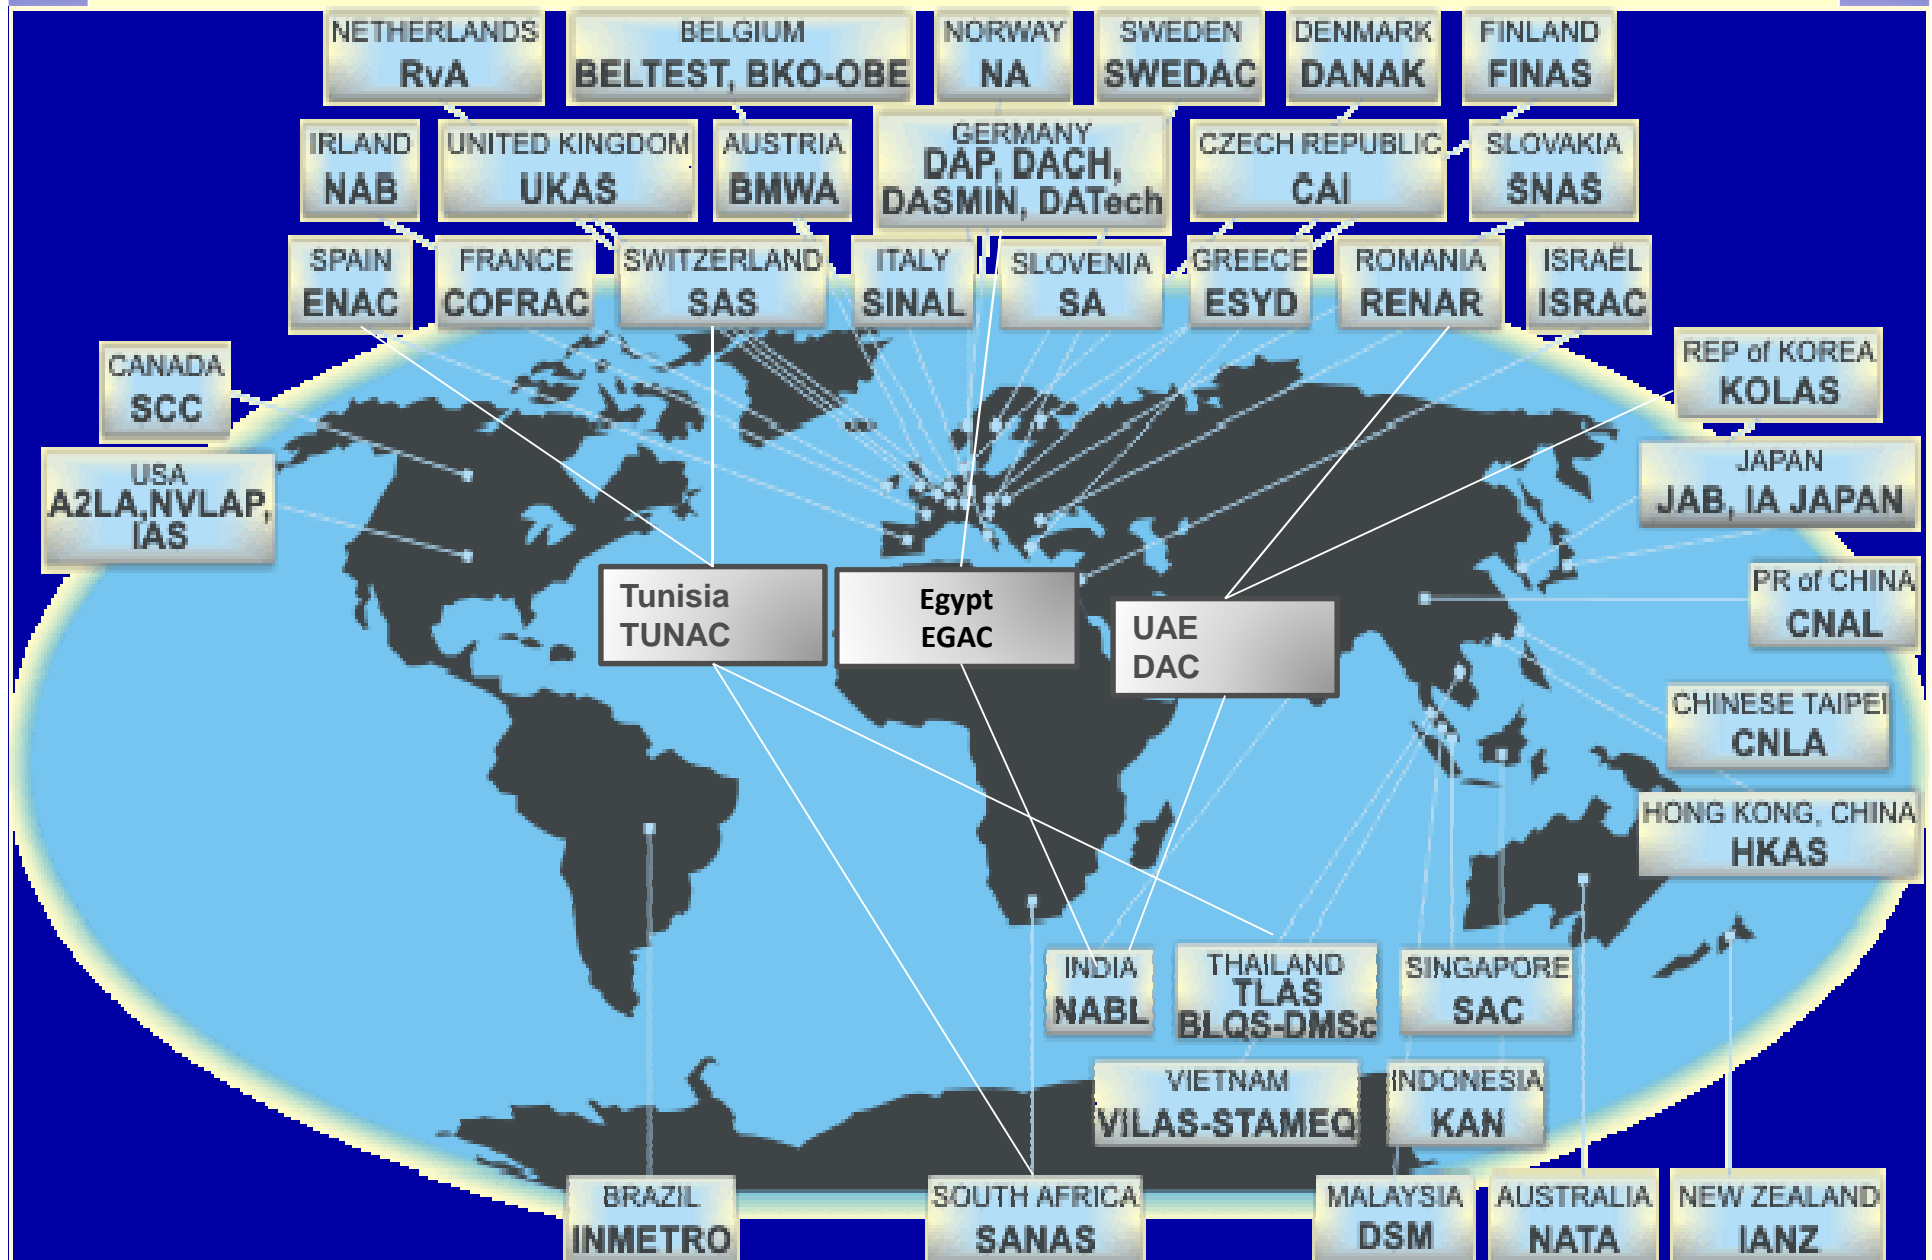 NETHERLANDS
RvA
BELGIUM
BELTEST, BKO-OBE
NORWAY
NA
SWEDEN
SWEDAC
DENMARK
DANAK
FINLAND
FINAS
IRLAND
NAB
UNITED KINGDOM
UKAS
AUSTRIA
BMWA
GERMANY
DAP, DACH,
DASMIN, DATech
CZECH REPUBLIC
CAI
SLOVAKIA
SNAS
SPAIN
ENAC
FRANCE
COFRAC
SWITZERLAND
SAS
ITALY
SINAL
SLOVENIA
SA
GREECE
ESYD
ROMANIA
RENAR
ISRAËL
ISRAC
CANADA
SCC
REP of KOREA
KOLAS
USA
A2LA,NVLAP,
IAS
JAPAN
JAB, IA JAPAN
Tunisia
TUNAC
Egypt
EGAC
UAE
DAC
PR of CHINA
CNAL
CHINESE TAIPEI
CNLA
HONG KONG, CHINA
HKAS
INDIA
NABL
THAILAND
TLAS
BLQS-DMSc
SINGAPORE
SAC
VIETNAM
VILAS-STAMEQ
INDONESIA
KAN
BRAZIL
INMETRO
SOUTH AFRICA
SANAS
MALAYSIA
DSM
AUSTRALIA
NATA
NEW ZEALAND
IANZ